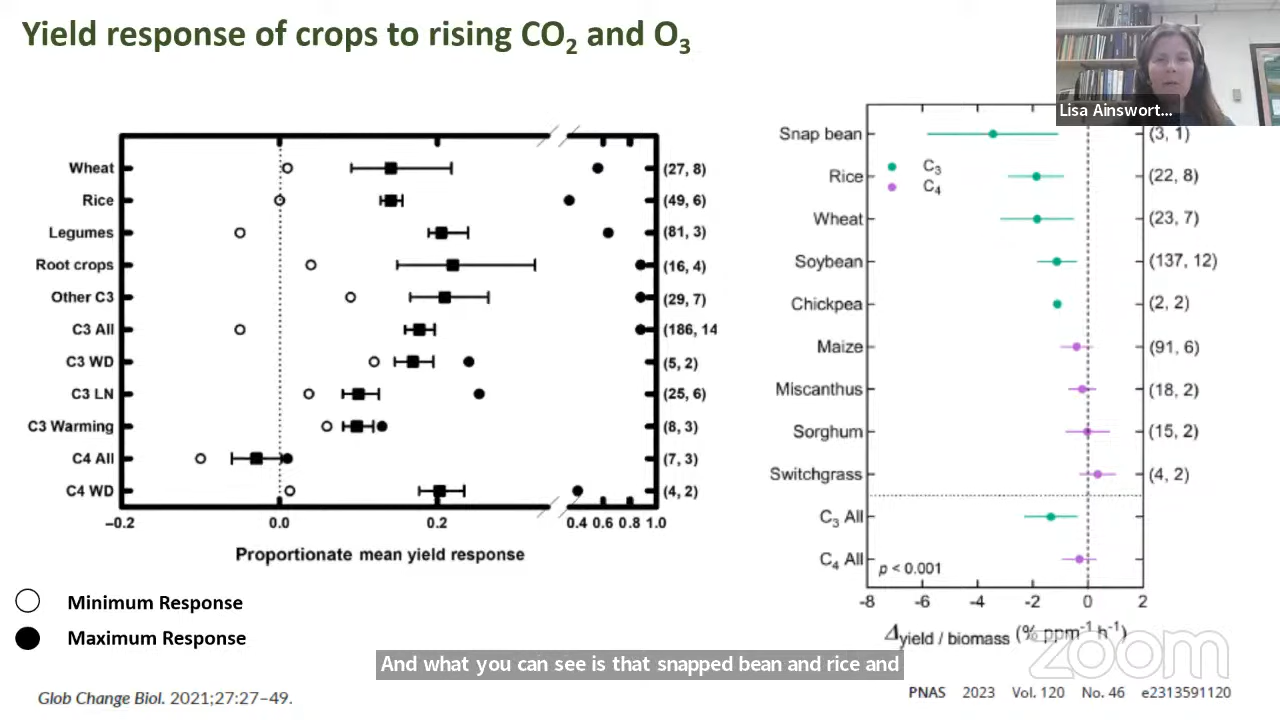 Yield response of crops to rising CO₂ and O₃
Lisa Ainswort...
Wheat (27, 8)
Rice (49, 6)
Legumes (81, 3)
Root crops (16, 4)
Other C3 (29, 7)
C3 All (186, 14
C3 WD (5, 2)
C3 LN (25, 6)
C3 Warming (8, 3)
C4 All (7, 3)
C4 WD (4, 2)
−0.2 0.0 0.2 0.4 0.6 0.8 1.0
Proportionate mean yield response
Minimum Response
Maximum Response
Glob Change Biol. 2021;27:27–49.
Snap bean (3, 1)
C₃
C₄
Rice (22, 8)
Wheat (23, 7)
Soybean (137, 12)
Chickpea (2, 2)
Maize (91, 6)
Miscanthus (18, 2)
Sorghum (15, 2)
Switchgrass (4, 2)
C₃ All
C₄ All
p < 0.001
-8 -6 -4 -2 0 2
Δyield / biomass (% ppm⁻¹ h⁻¹)
And what you can see is that snapped bean and rice and
zoom
PNAS 2023 Vol. 120 No. 46 e2313591120